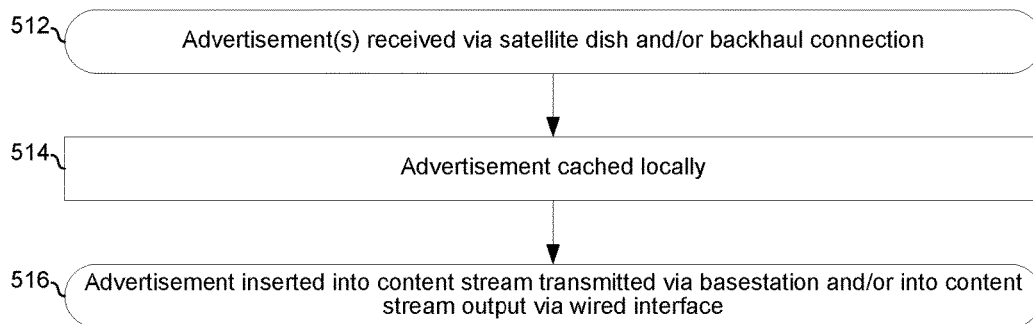 512
Advertisement(s) received via satellite dish and/or backhaul connection
514
Advertisement cached locally
516
Advertisement inserted into content stream transmitted via basestation and/or into content
stream output via wired interface